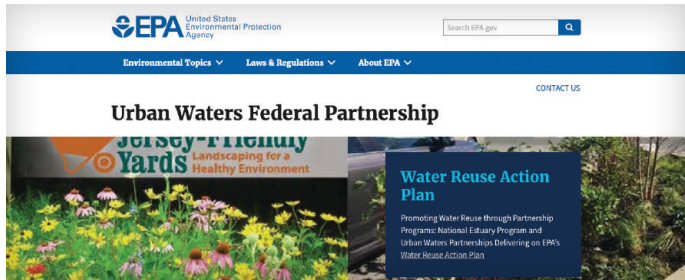 EPA
United States
Environmental Protection
Agency
Search EPA.gov
Environmental Topics
Laws & Regulations
About EPA
CONTACT US
Urban Waters Federal Partnership
Jersey-Friendly
Yards
Landscaping for a
Healthy Environment
Water Reuse Action
Plan
Promoting Water Reuse through Partnership
Programs: National Estuary Program and
Urban Waters Partnerships Delivering on EPA's
Water Reuse Action Plan